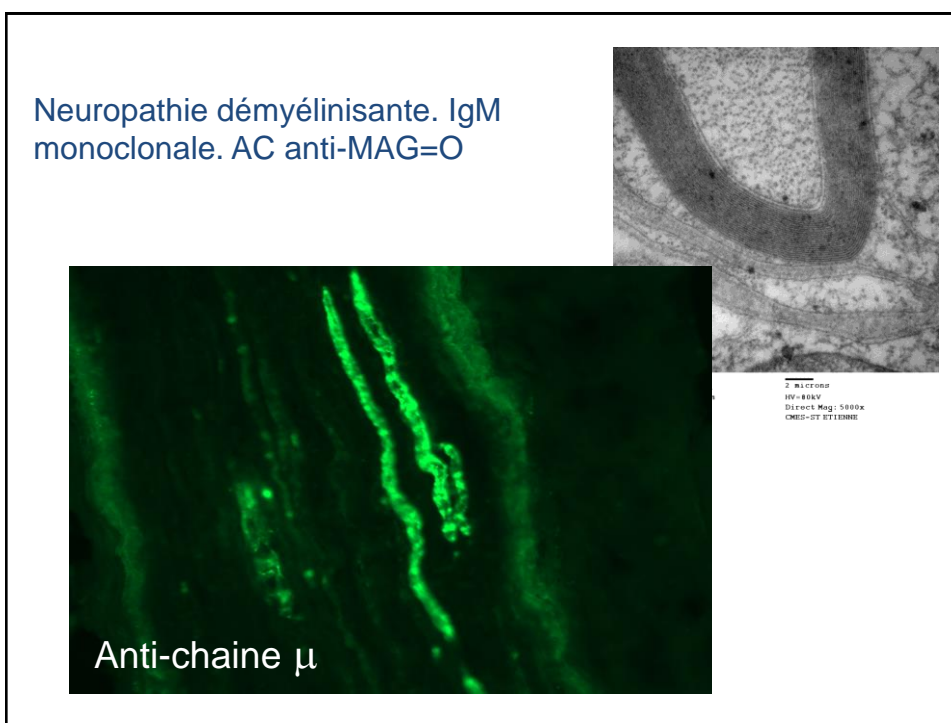 Neuropathie démyélinisante. IgM
monoclonale. AC anti-MAG=O
2 microns
HV=80kV
Direct Mag: 5000x
CMES-ST ETIENNE
Anti-chaine μ